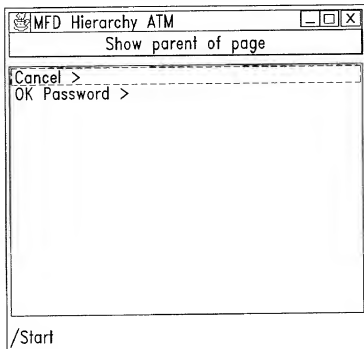 MFD Hierarchy ATM
Show parent of page
Cancel >
OK Password >
/Start